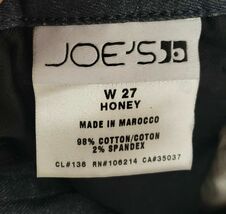 JOE'S
W 27
HONEY
MADE IN MAROCCO
98% COTTON/COTON
2% SPANDEX
CL#136 RN#106214 CA#35037